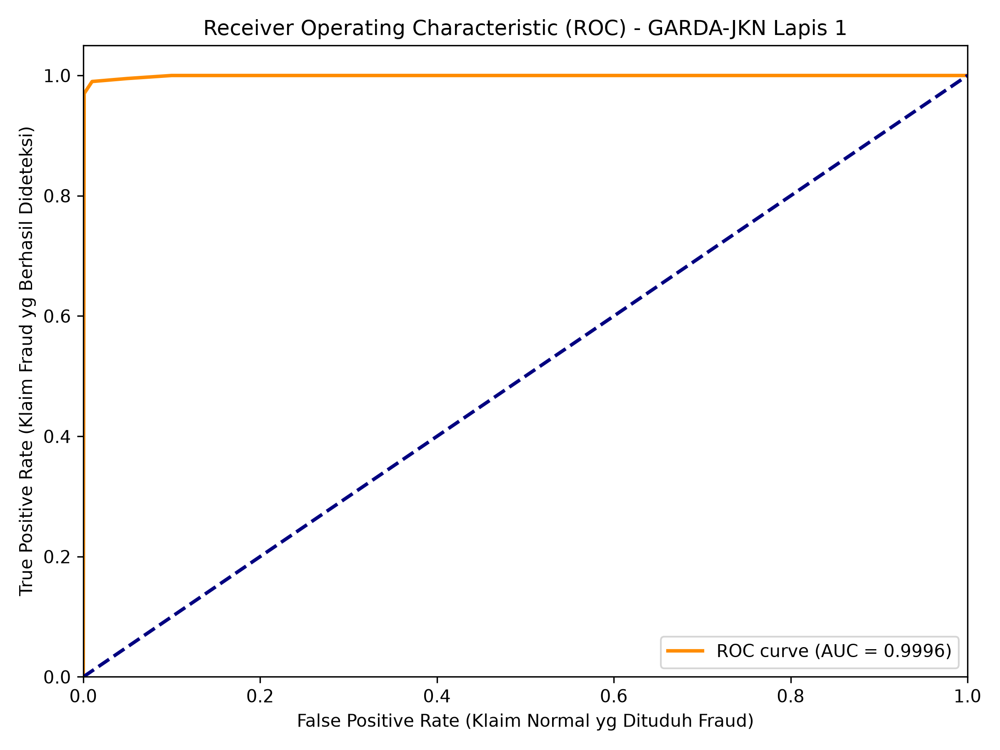 Receiver Operating Characteristic (ROC) - GARDA-JKN Lapis 1
True Positive Rate (Klaim Fraud yg Berhasil Dideteksi)
1.0
0.8
0.6
0.4
0.2
0.0
0.0 0.2 0.4 0.6 0.8 1.0
False Positive Rate (Klaim Normal yg Dituduh Fraud)
ROC curve (AUC = 0.9996)